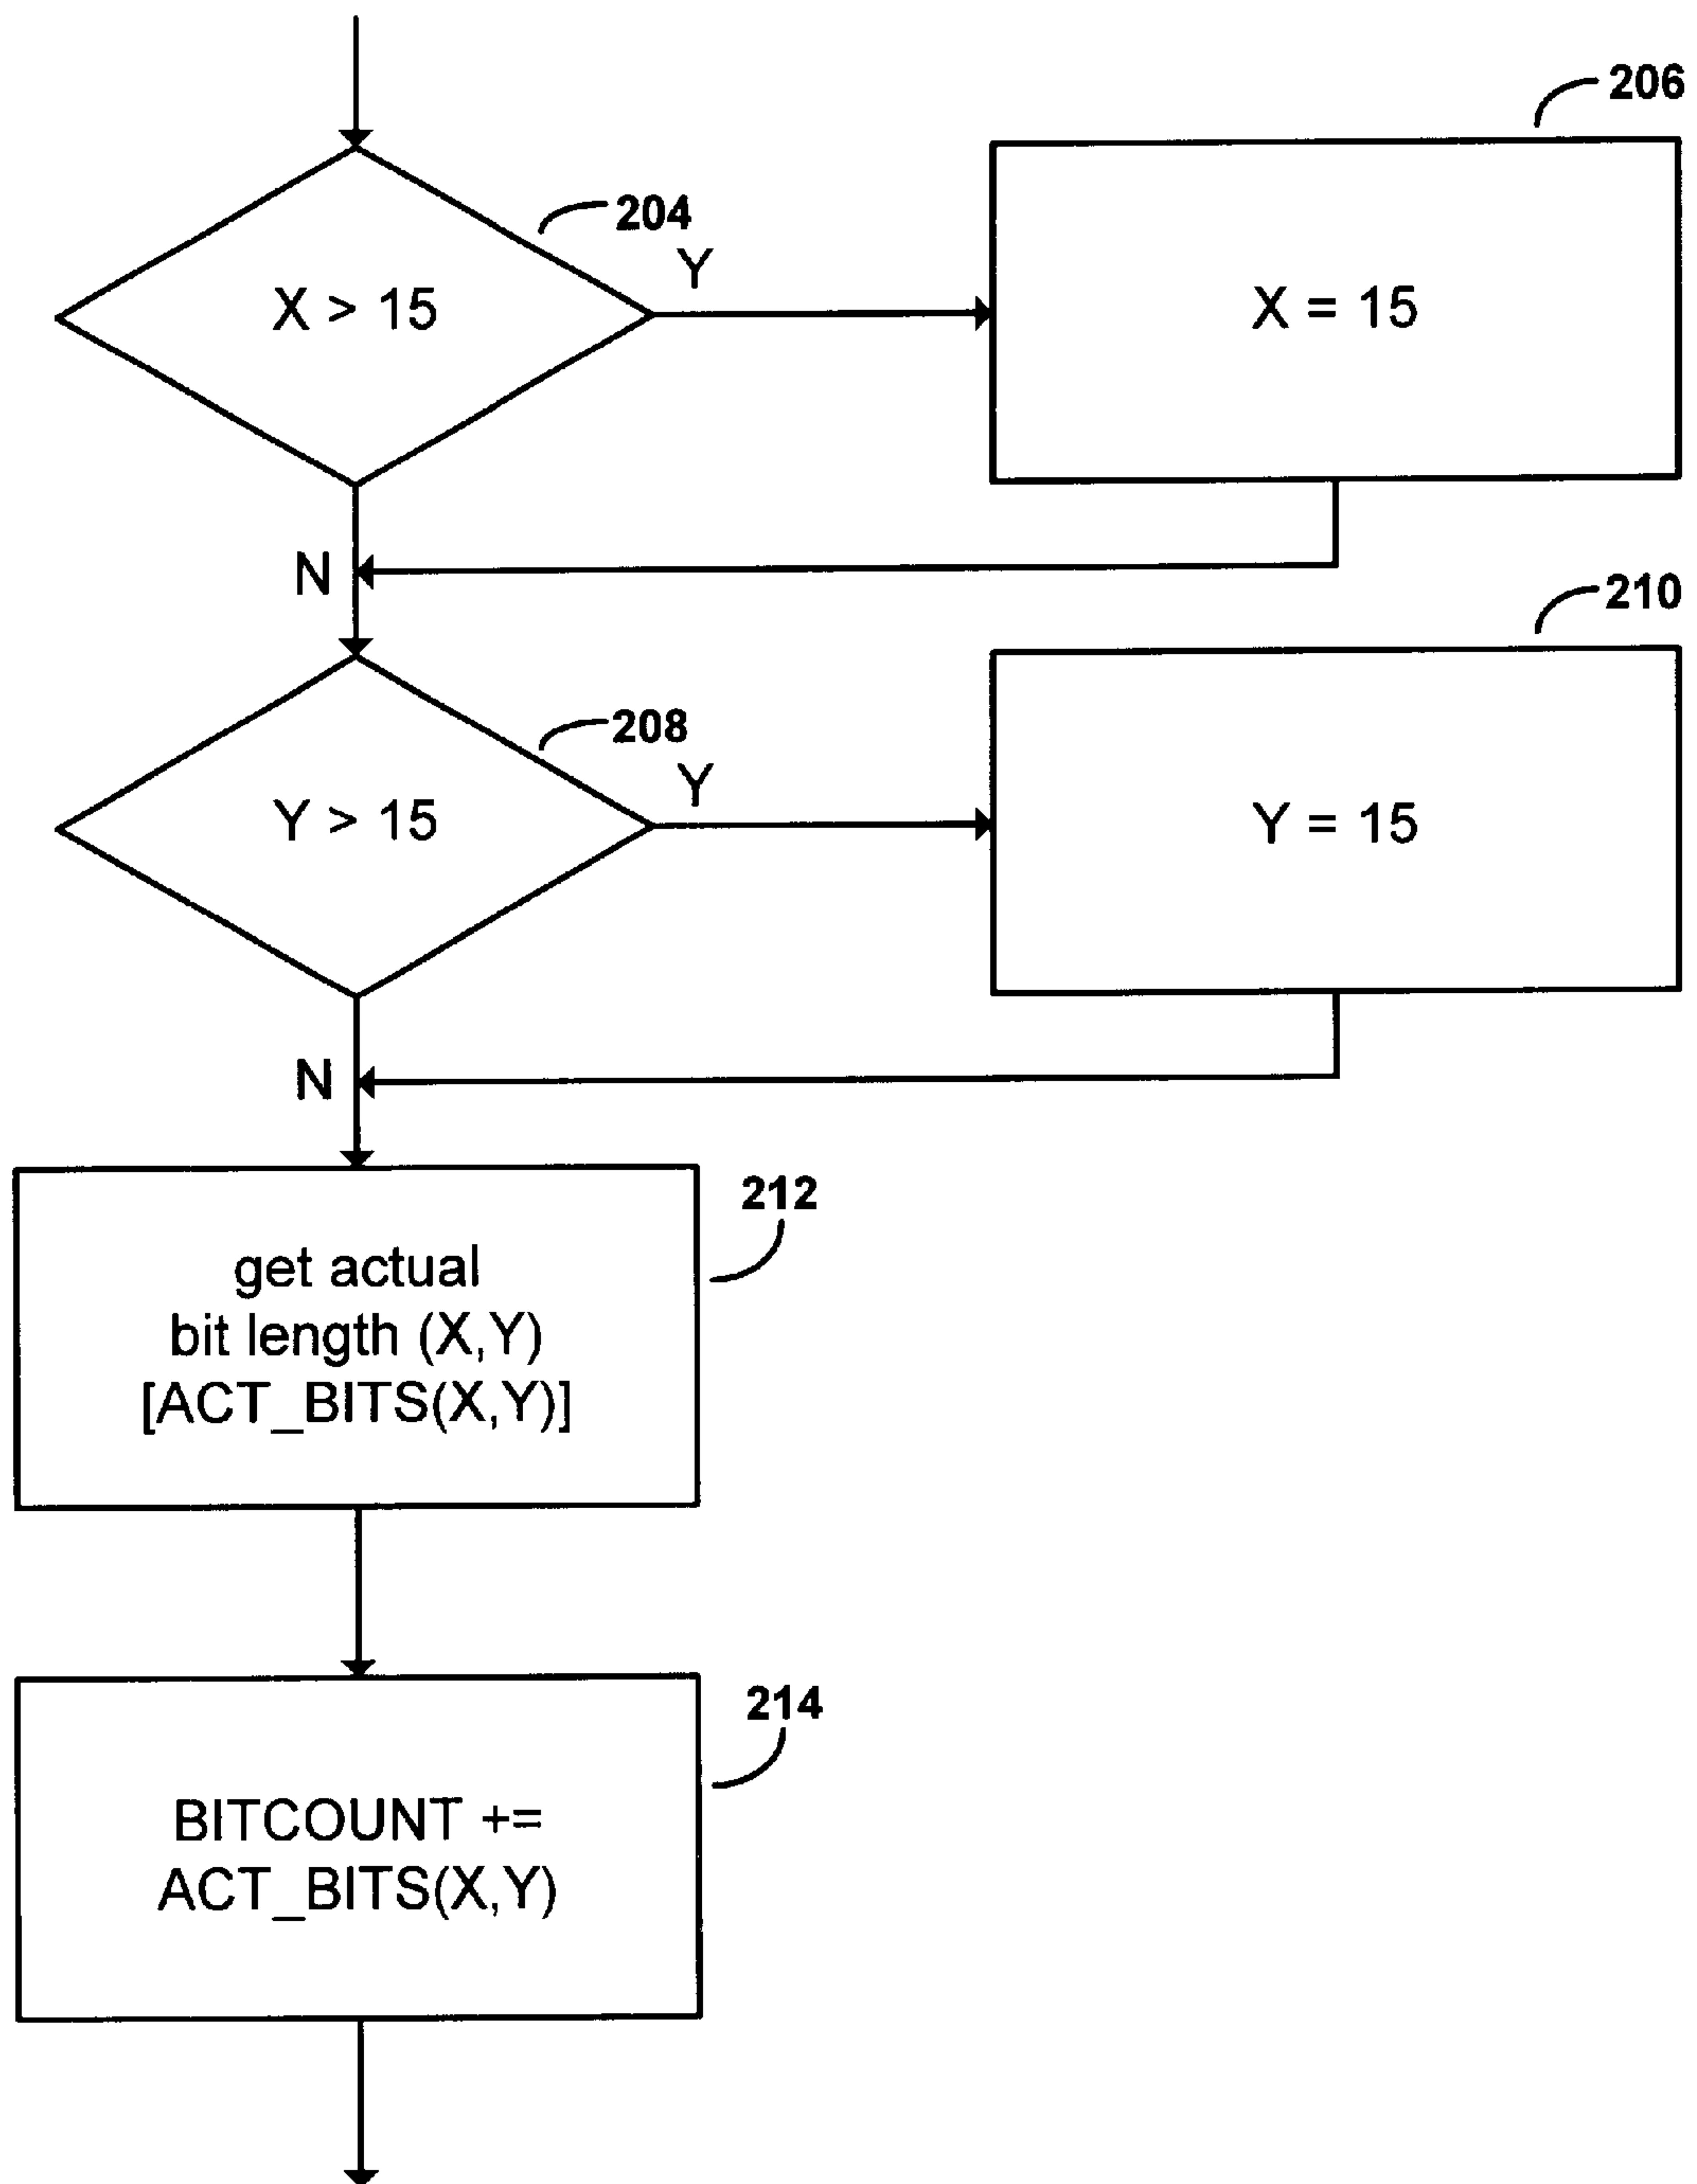 206
204
Y
X > 15
X = 15
N
210
208
Y
Y > 15
Y = 15
N
212
get actual
bit length (X,Y)
[ACT_BITS(X,Y)]
214
BITCOUNT +=
ACT_BITS(X,Y)